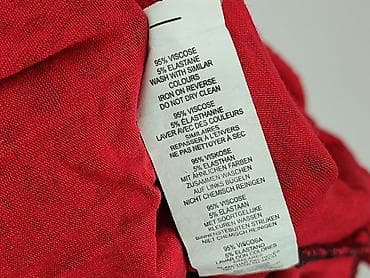 95% VISCOSE
5% ELASTANE
WASH WITH SIMILAR
COLOURS
IRON ON REVERSE
DO NOT DRY CLEAN
95% VISCOSE
5% ÉLASTHANNE
LAVER AVEC DES COULEURS
SIMILAIRES
REPASSER À L'ENVERS
NE PAS NETTOYER À SEC
95% VISKOSE
5% ELASTHAN
MIT ÄHNLICHEN FARBEN
ZUSAMMEN WASCHEN
AUF LINKS BÜGELN
NICHT CHEMISCH REINIGEN
95% VISCOSE
5% ELASTAAN
MET SOORTGELIJKE
KLEUREN WASSEN
BINNENSTEBUITEN STRIJKEN
NIET CHEMISCH REINIGEN
95% VISCOSA